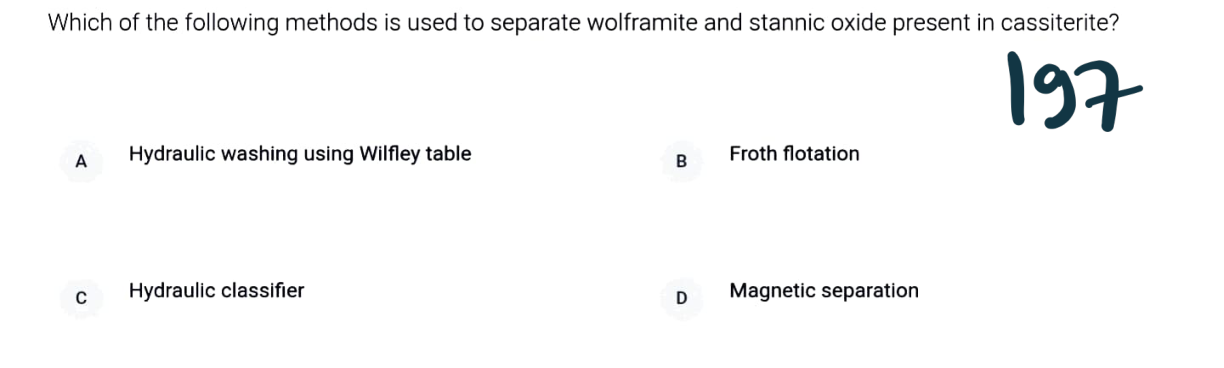 Which of the following methods is used to separate wolframite and stannic oxide present in cassiterite?
197
A Hydraulic washing using Wilfley table
B Froth flotation
C Hydraulic classifier
D Magnetic separation